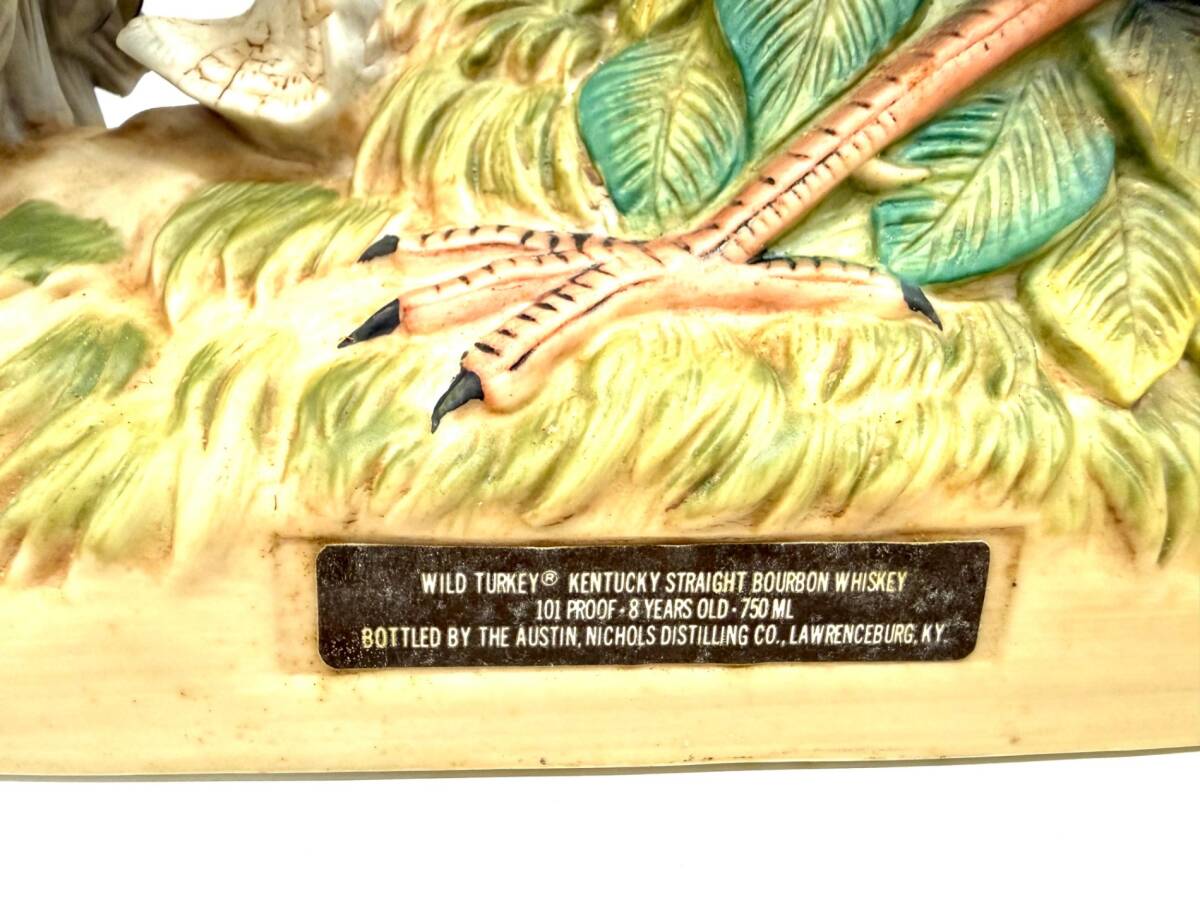 WILD TURKEY® KENTUCKY STRAIGHT BOURBON WHISKEY
101 PROOF · 8 YEARS OLD · 750 ML
BOTTLED BY THE AUSTIN, NICHOLS DISTILLING CO., LAWRENCEBURG, KY.